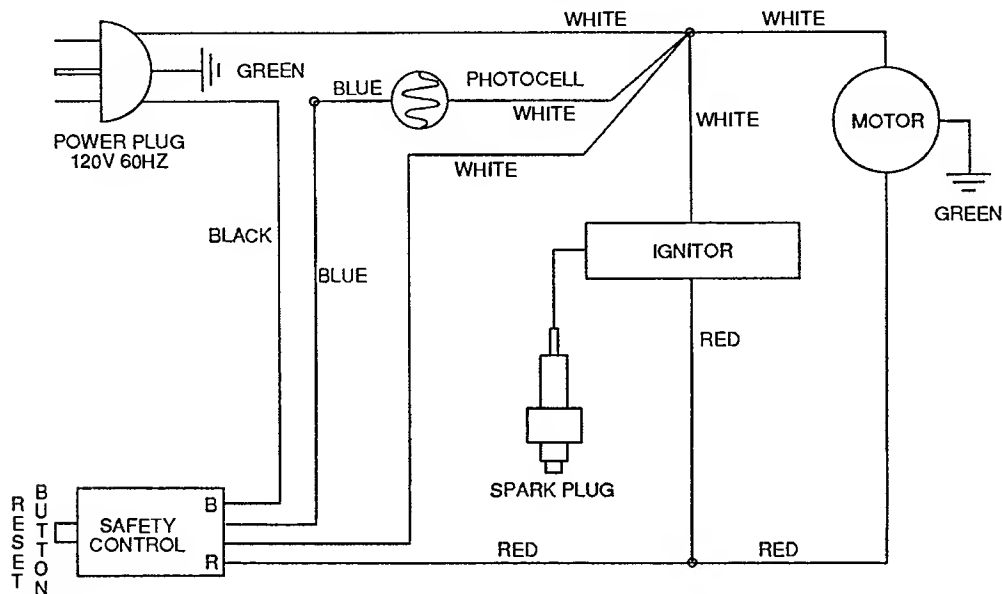 WHITE
WHITE
GREEN
BLUE
PHOTOCELL
WHITE
POWER PLUG
120V 60HZ
WHITE
WHITE
MOTOR
GREEN
BLACK
BLUE
IGNITOR
RED
SPARK PLUG
RESET
BUTTON
SAFETY
CONTROL
B
R
RED
RED